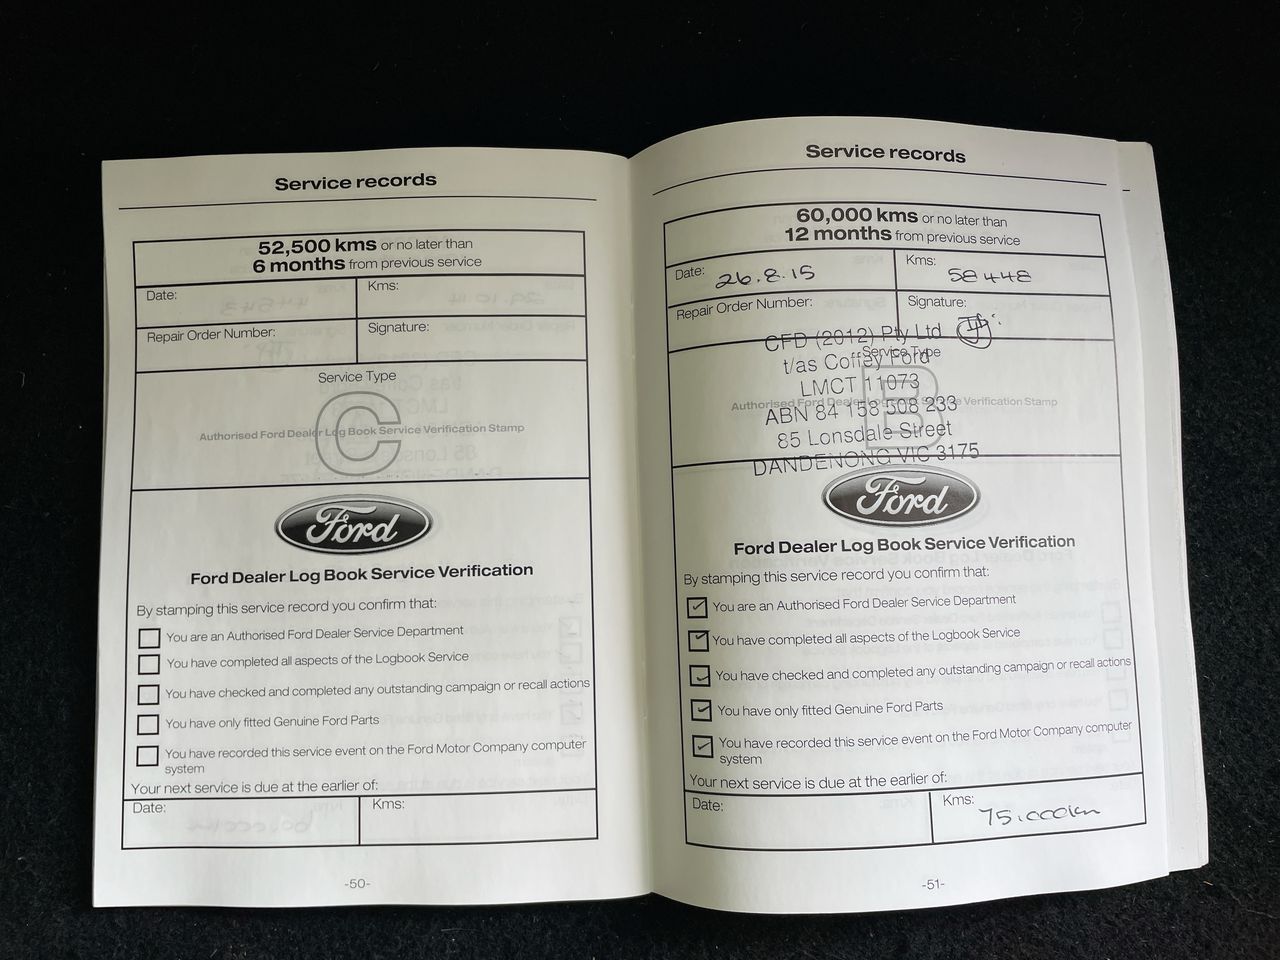 Service records
52,500 kms or no later than
6 months from previous service
Date:
Kms:
Repair Order Number:
Signature:
Service Type
C
Authorised Ford Dealer Log Book Service Verification Stamp
Ford
Ford Dealer Log Book Service Verification
By stamping this service record you confirm that:
You are an Authorised Ford Dealer Service Department
You have completed all aspects of the Logbook Service
You have checked and completed any outstanding campaign or recall actions
You have only fitted Genuine Ford Parts
You have recorded this service event on the Ford Motor Company computer
system
Your next service is due at the earlier of:
Date:
Kms:
-50-
Service records
60,000 kms or no later than
12 months from previous service
Date: 26.8.15
Kms: 58448
Repair Order Number:
Signature:
CFD (2012) Pty Ltd
Service Type
t/as Coffey Ford
LMCT 11073
B
Authorised Ford Dealer Log Book Service Verification Stamp
ABN 84 158 508 233
85 Lonsdale Street
DANDENONG VIC 3175
Ford
Ford Dealer Log Book Service Verification
By stamping this service record you confirm that:
You are an Authorised Ford Dealer Service Department
You have completed all aspects of the Logbook Service
You have checked and completed any outstanding campaign or recall actions
You have only fitted Genuine Ford Parts
You have recorded this service event on the Ford Motor Company computer
system
Your next service is due at the earlier of:
Date:
Kms: 75,000km
-51-